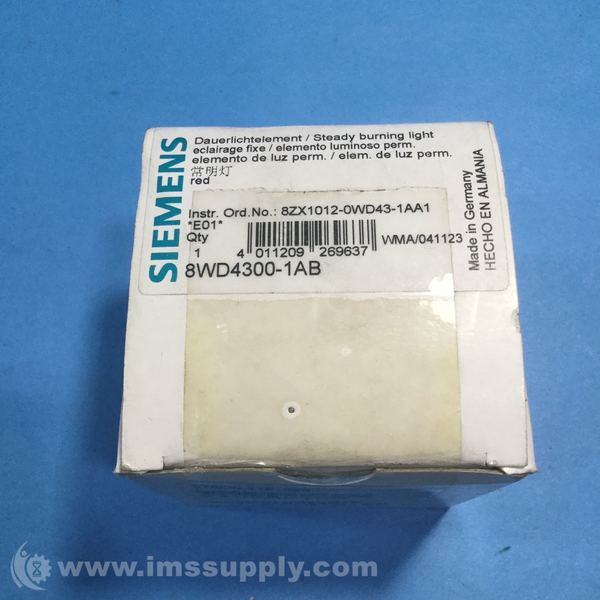 SIEMENS
Dauerlichtelement / Steady burning light
eclairage fixe / elemento luminoso perm.
elemento de luz perm. / elem. de luz perm.
常明灯
red
Instr. Ord.No.: 8ZX1012-0WD43-1AA1
*E01*
Qty
1
4 011209 269637
WMA/041123
8WD4300-1AB
Made in Germany
HECHO EN ALMANIA
www.imssupply.com